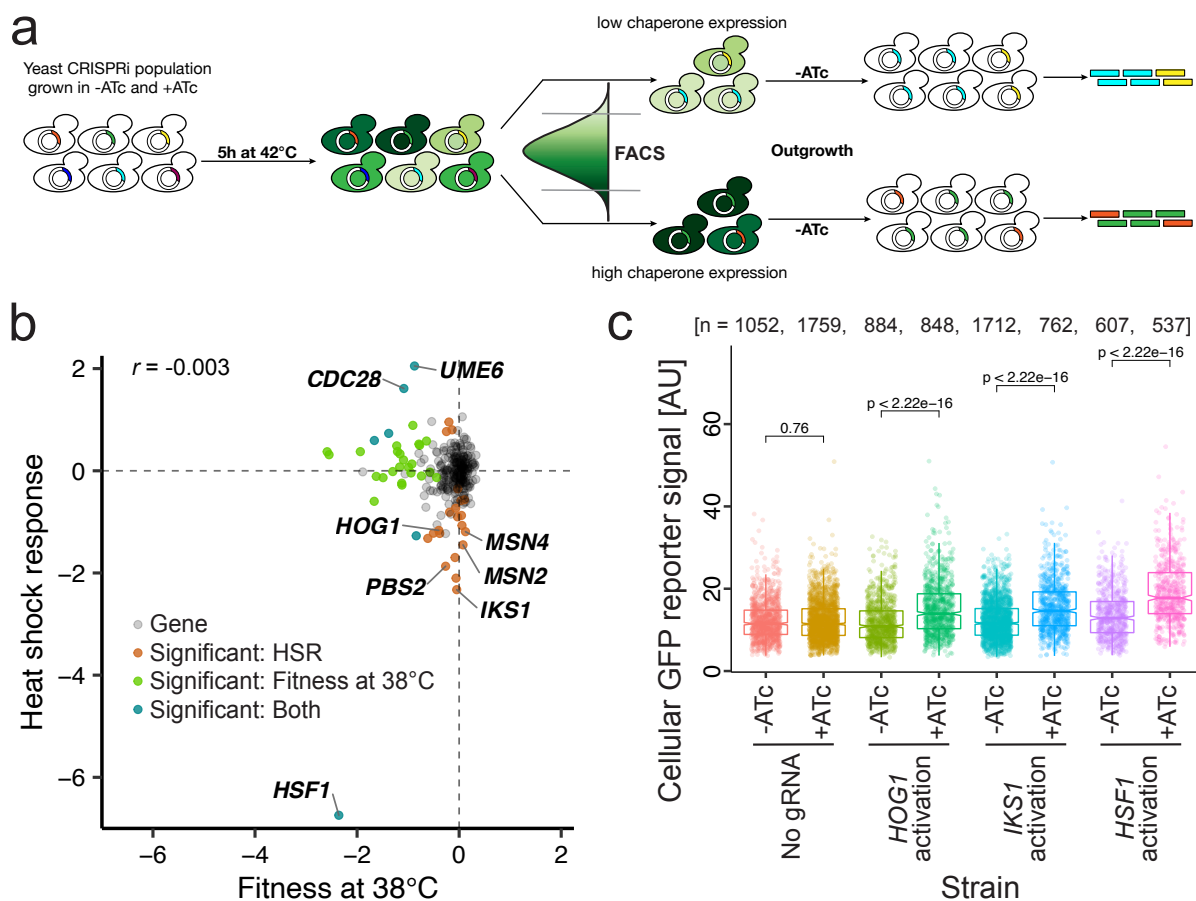 a
Yeast CRISPRi population
grown in -ATc and +ATc
5h at 42°C
low chaperone expression
FACS
high chaperone expression
-ATc
Outgrowth
-ATc
b
r = -0.003
UME6
CDC28
HOG1
MSN4
MSN2
PBS2
IKS1
HSF1
Gene
Significant: HSR
Significant: Fitness at 38°C
Significant: Both
Heat shock response
2
0
−2
−4
−6
−6
−4
−2
0
2
Fitness at 38°C
c
[n = 1052, 1759, 884, 848, 1712, 762, 607, 537]
p < 2.22e−16
p < 2.22e−16
p < 2.22e−16
0.76
Cellular GFP reporter signal [AU]
60
40
20
0
-ATc
+ATc
-ATc
+ATc
-ATc
+ATc
-ATc
+ATc
No gRNA
HOG1
activation
IKS1
activation
HSF1
activation
Strain